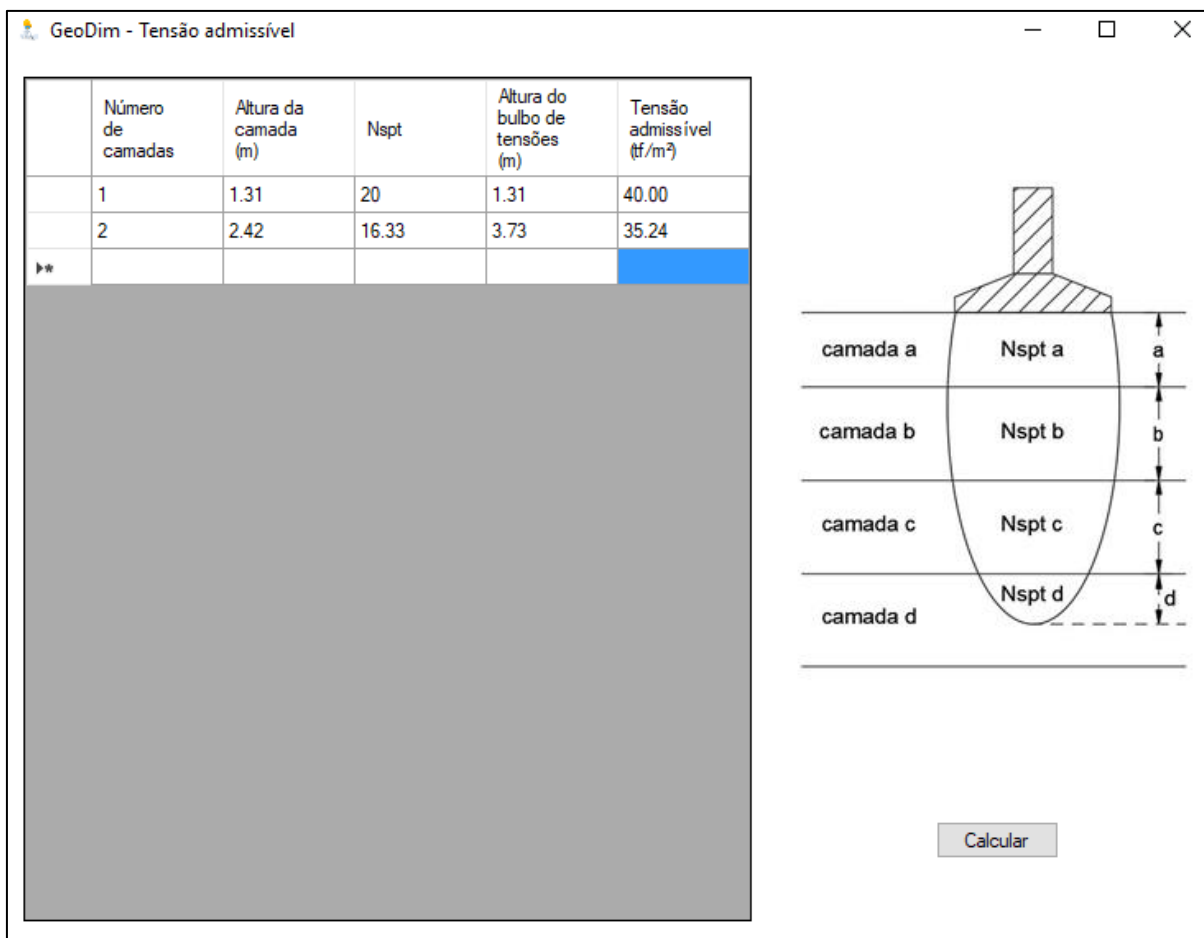 GeoDim - Tensão admissível
Número
de
camadas
Altura da
camada
(m)
Nspt
Altura do
bulbo de
tensões
(m)
Tensão
admissível
(tf/m²)
1 1.31 20 1.31 40.00
2 2.42 16.33 3.73 35.24
camada a Nspt a a
camada b Nspt b b
camada c Nspt c c
Nspt d d
camada d
Calcular